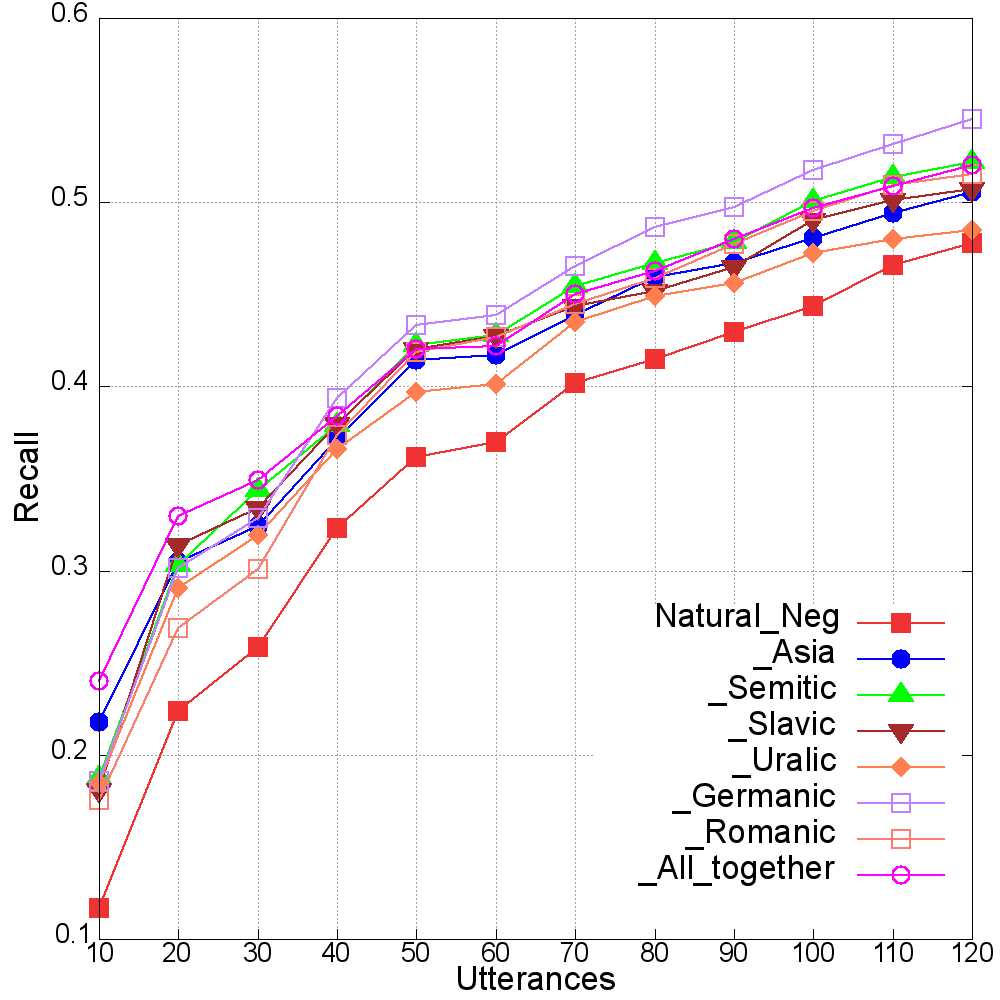 0.6
0.5
0.4
0.3
0.2
0.1
Recall
Natural_Neg
_Asia
_Semitic
_Slavic
_Uralic
_Germanic
_Romanic
_All_together
10 20 30 40 50 60 70 80 90 100 110 120
Utterances